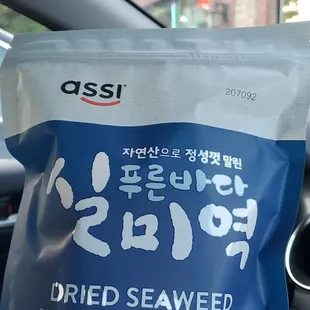 assi
207092
자연산으로 정성껏 말린
푸른바다
실미역
DRIED SEAWEED